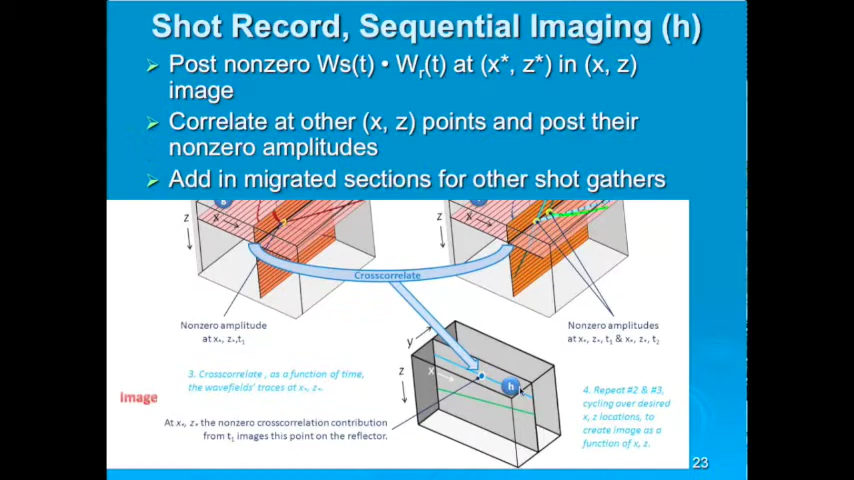 Shot Record, Sequential Imaging (h)
Post nonzero Ws(t) • Wr(t) at (x*, z*) in (x, z)
image
Correlate at other (x, z) points and post their
nonzero amplitudes
Add in migrated sections for other shot gathers
z
x
z
x
Crosscorrelate
Nonzero amplitude
at x*, z*,t1
Nonzero amplitudes
at x*, z*, t1 & x*, z*, t2
y
z
x
h
3. Crosscorrelate , as a function of time,
the wavefields' traces at x*, z*.
Image
At x*, z* the nonzero crosscorrelation contribution
from t1 images this point on the reflector.
4. Repeat #2 & #3,
cycling over desired
x, z locations, to
create image as a
function of x, z.
23